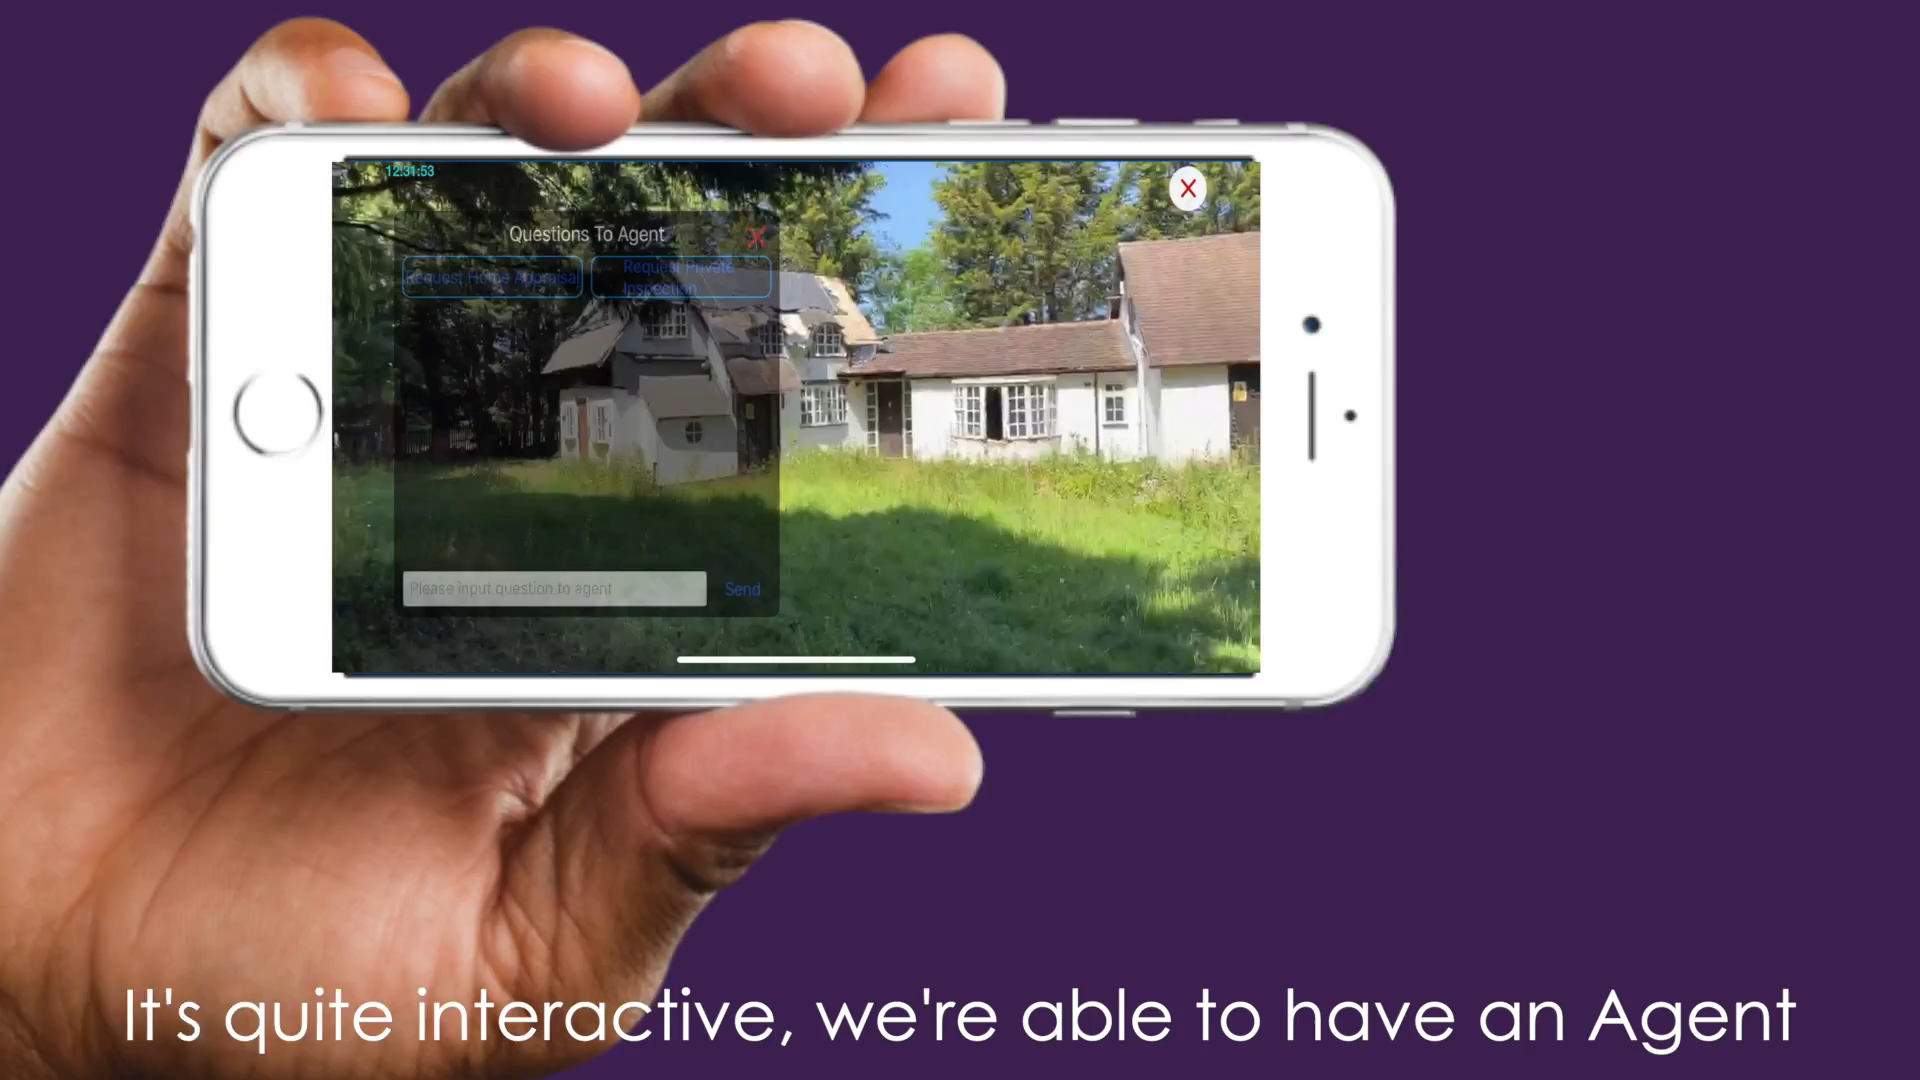 12:31:53
X
Questions To Agent
X
Request Home Appraisal
Request Private
Inspection
Please input question to agent
Send
It's quite interactive, we're able to have an Agent